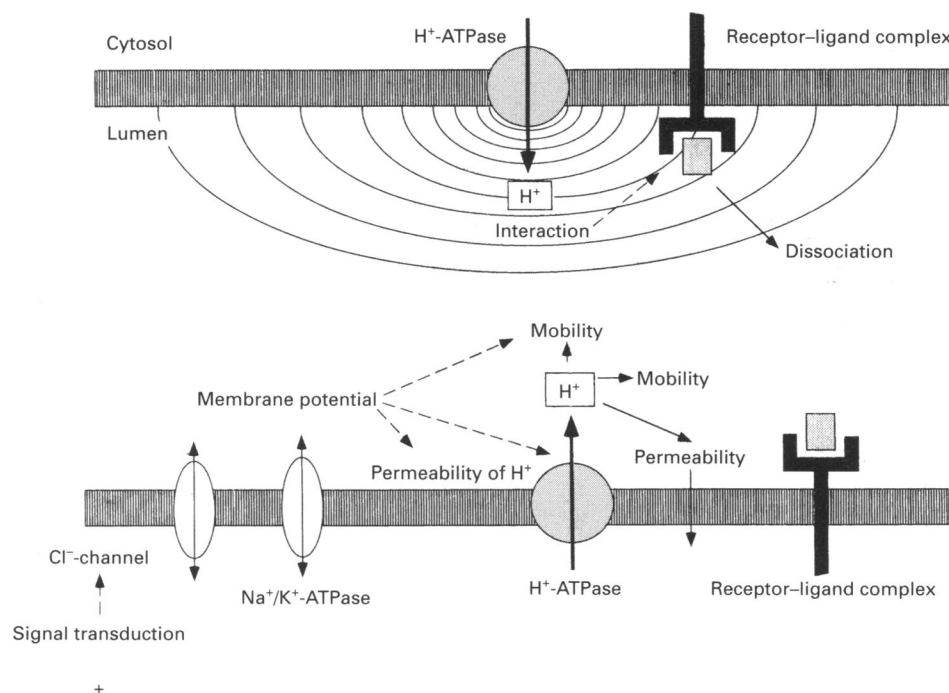 Cytosol
H⁺-ATPase
Receptor–ligand complex
Lumen
H⁺
Interaction
Dissociation
Mobility
H⁺
Mobility
Membrane potential
Permeability of H⁺
Permeability
Cl⁻-channel
Na⁺/K⁺-ATPase
H⁺-ATPase
Receptor–ligand complex
Signal transduction
+